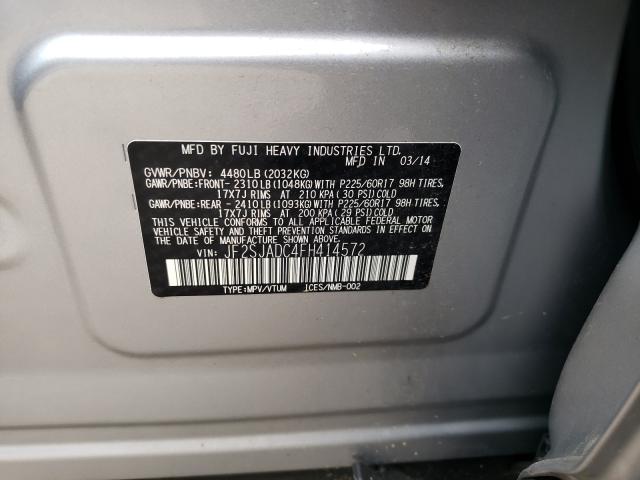 MFD BY FUJI HEAVY INDUSTRIES LTD.
MFD IN 03/14
GVWR/PNBV: 4480LB (2032KG)
GAWR/PNBE:FRONT- 2310LB(1048KG)WITH P225/60R17 98H TIRES,
17X7J RIMS AT 210 KPA(30 PSI)COLD
GAWR/PNBE:REAR - 2410LB(1093KG)WITH P225/60R17 98H TIRES,
17X7J RIMS AT 200 KPA(29 PSI)COLD
THIS VEHICLE CONFORMS TO ALL APPLICABLE FEDERAL MOTOR
VEHICLE SAFETY AND THEFT PREVENTION STANDARDS IN EFFECT
ON THE DATE OF MANUFACTURE SHOWN ABOVE.
VIN: JF2SJADC4FH414572
TYPE:MPV/VTUM ICES/NMB-002